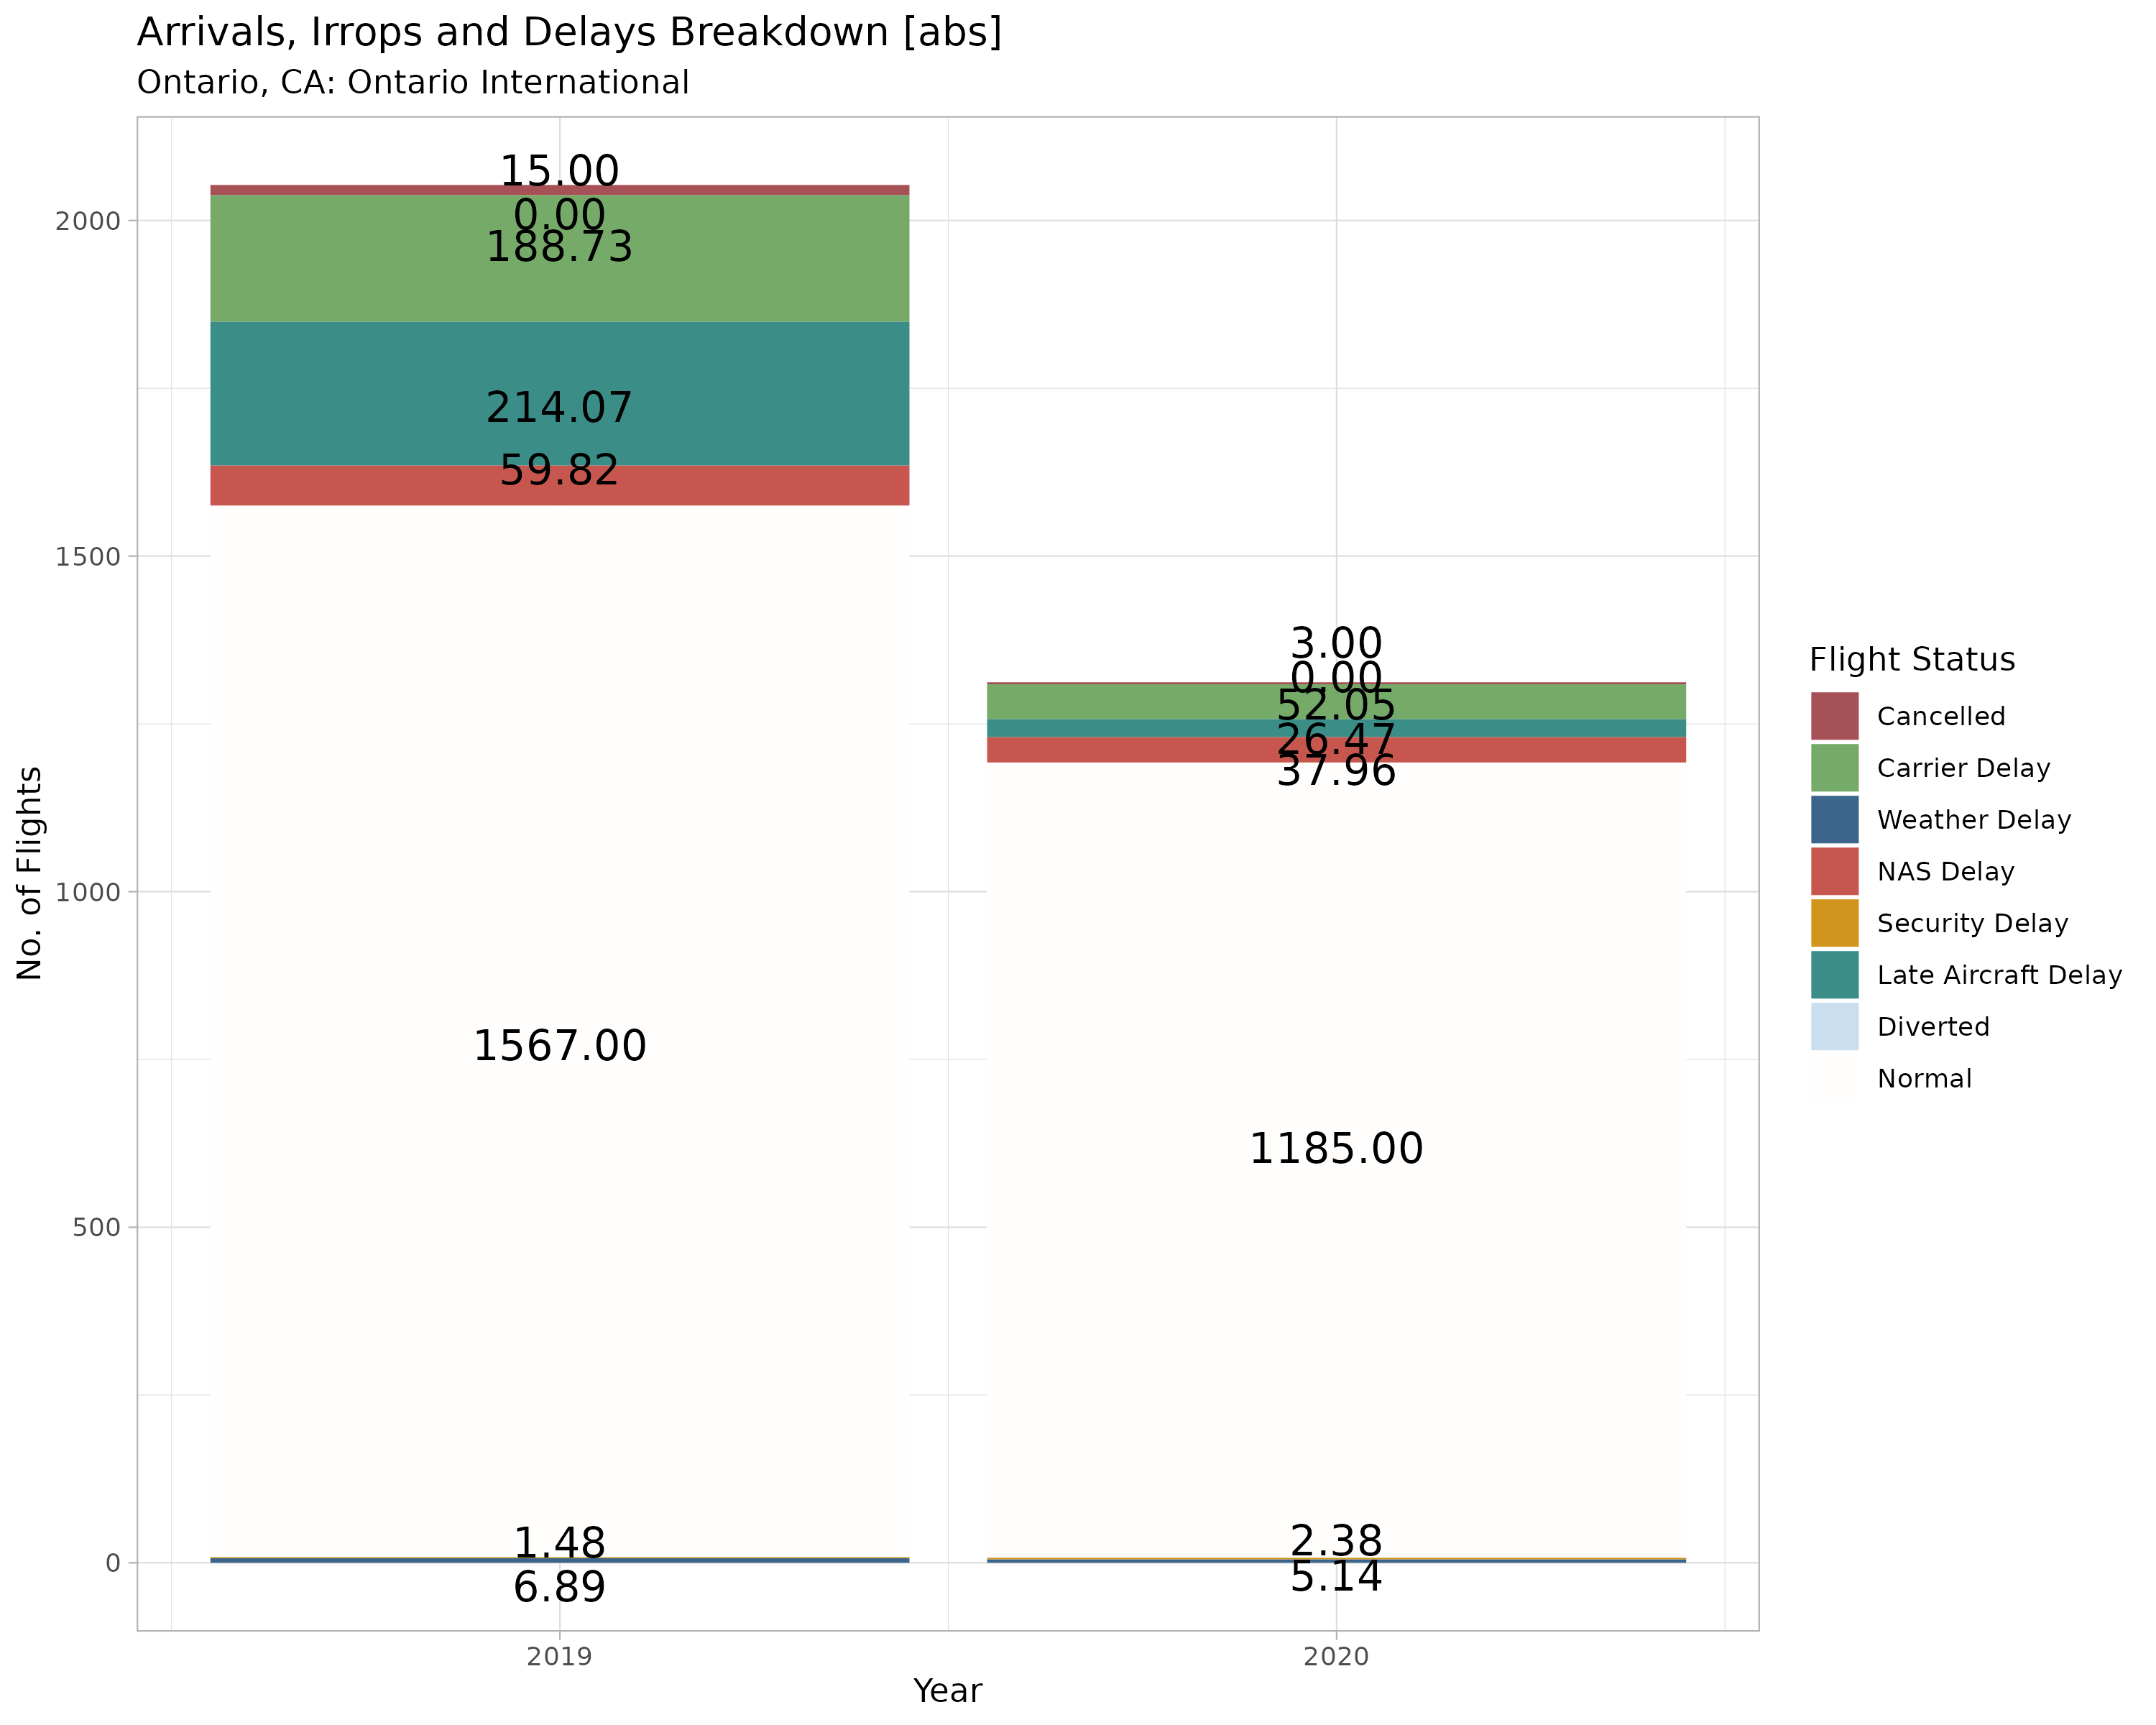 Arrivals, Irrops and Delays Breakdown [abs]
Ontario, CA: Ontario International
No. of Flights
2000
1500
1000
500
0
15.00
0.00
188.73
214.07
59.82
1567.00
1.48
6.89
3.00
0.00
52.05
26.47
37.96
1185.00
2.38
5.14
2019
2020
Year
Flight Status
Cancelled
Carrier Delay
Weather Delay
NAS Delay
Security Delay
Late Aircraft Delay
Diverted
Normal